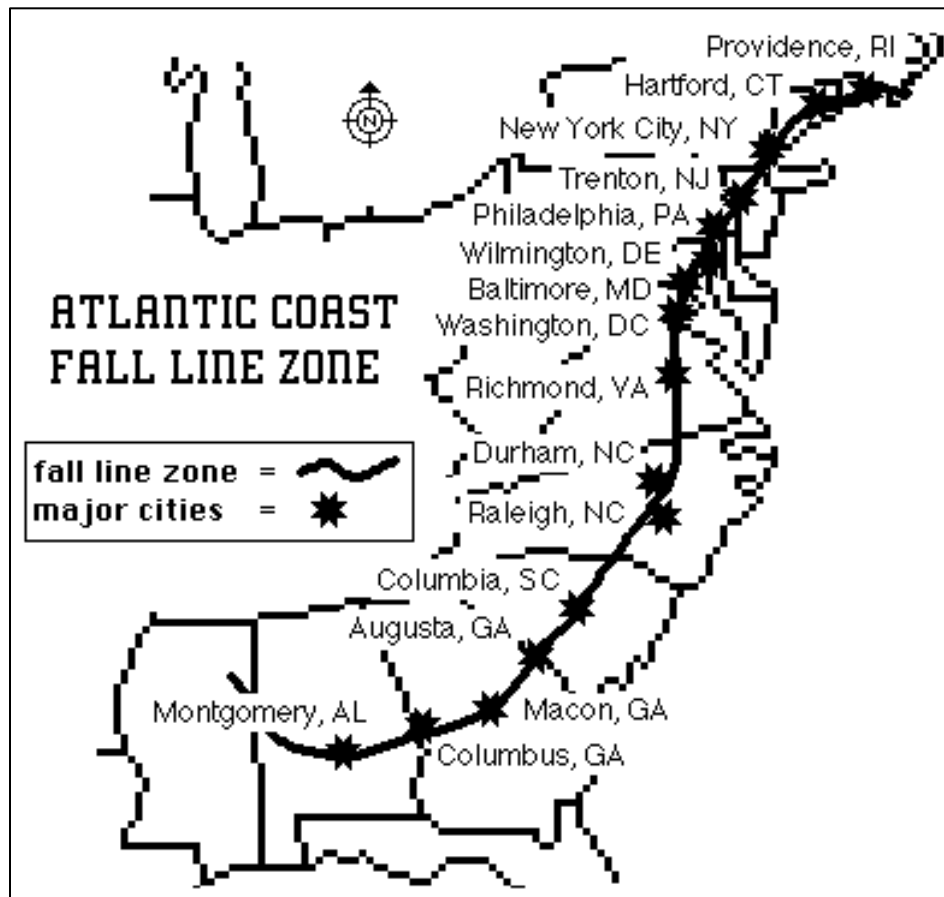 Providence, RI
Hartford, CT
N
New York City, NY
Trenton, NJ
Philadelphia, PA
Wilmington, DE
Baltimore, MD
Washington, DC
ATLANTIC COAST
FALL LINE ZONE
Richmond, VA
Durham, NC
fall line zone =
major cities =
Raleigh, NC
Columbia, SC
Augusta, GA
Montgomery, AL
Macon, GA
Columbus, GA